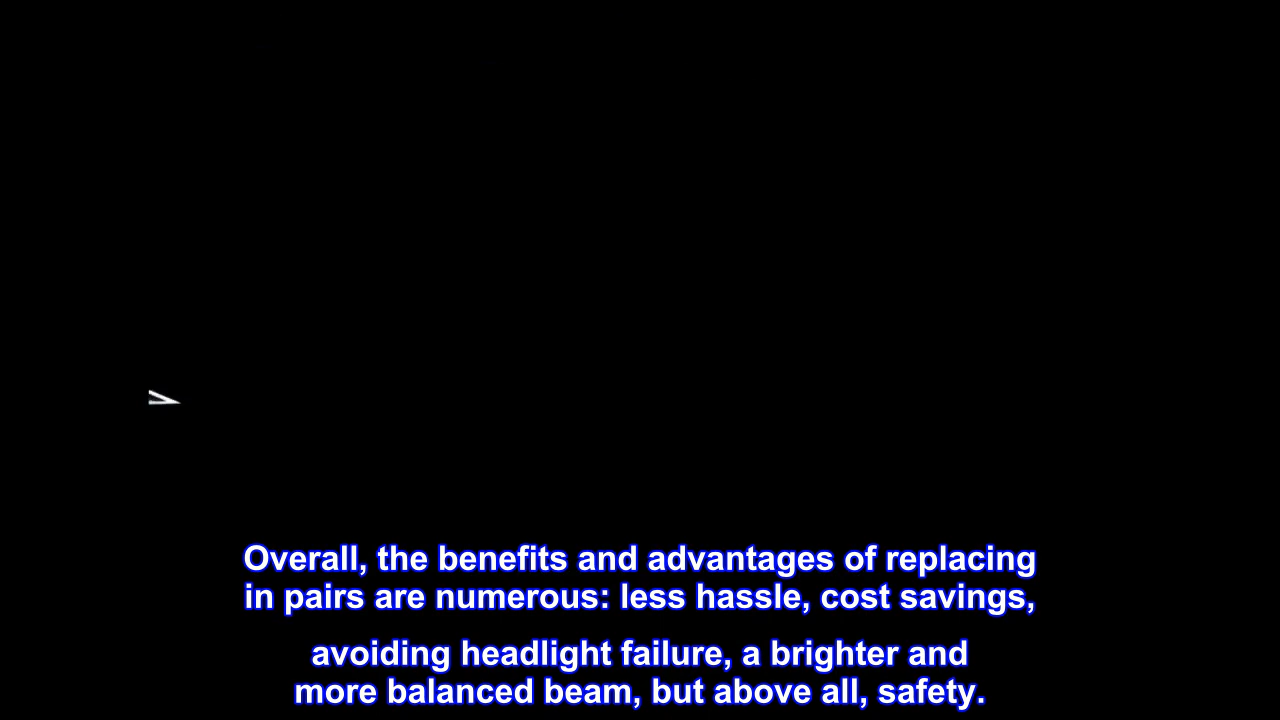 Overall, the benefits and advantages of replacing
in pairs are numerous: less hassle, cost savings,
avoiding headlight failure, a brighter and
more balanced beam, but above all, safety.